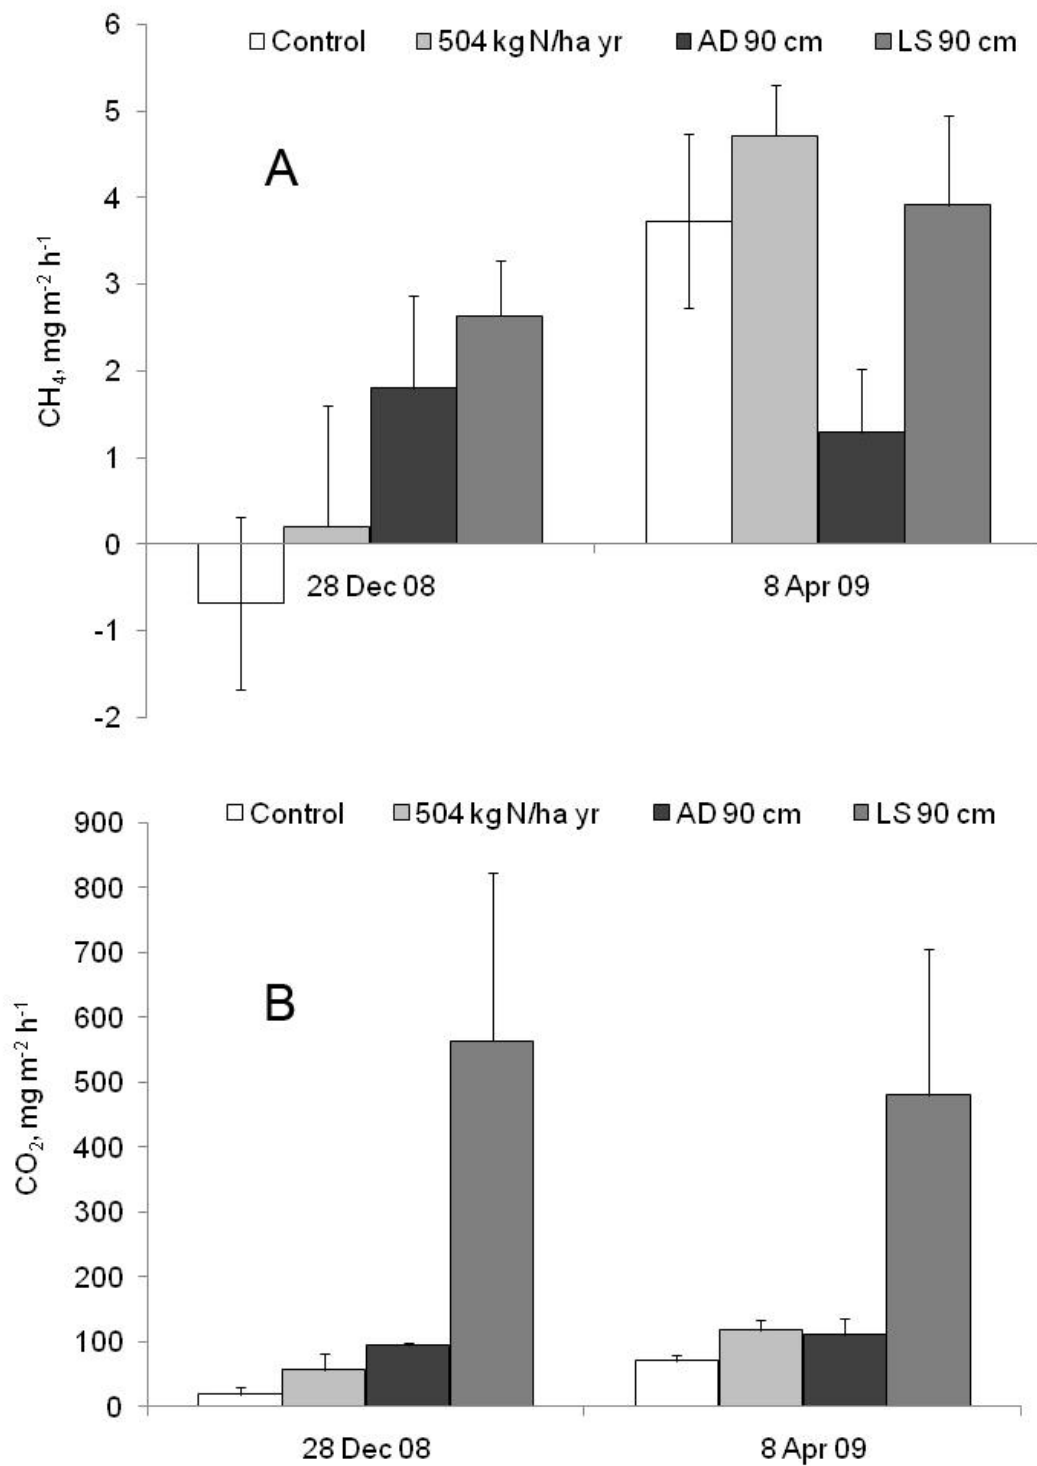 6
Control 504 kg N/ha yr AD 90 cm LS 90 cm
5
A
4
CH₄, mg m⁻² h⁻¹
3
2
1
0
28 Dec 08 8 Apr 09
-1
-2
Control 504 kg N/ha yr AD 90 cm LS 90 cm
900
800
700
B
600
CO₂, mg m⁻² h⁻¹
500
400
300
200
100
0
28 Dec 08 8 Apr 09